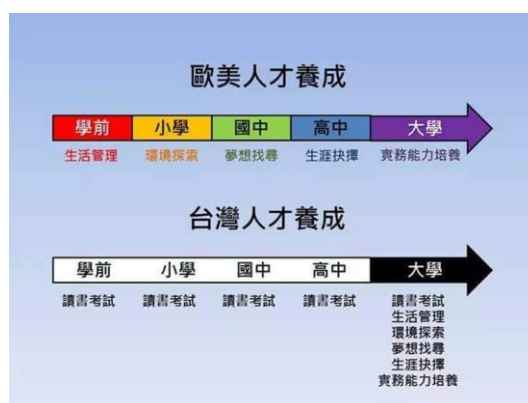 歐美人才養成
學前 小學 國中 高中 大學
生活管理 環境探索 夢想找尋 生涯抉擇 實務能力培養
台灣人才養成
學前 小學 國中 高中 大學
讀書考試 讀書考試 讀書考試 讀書考試 讀書考試
生活管理
環境探索
夢想找尋
生涯抉擇
實務能力培養